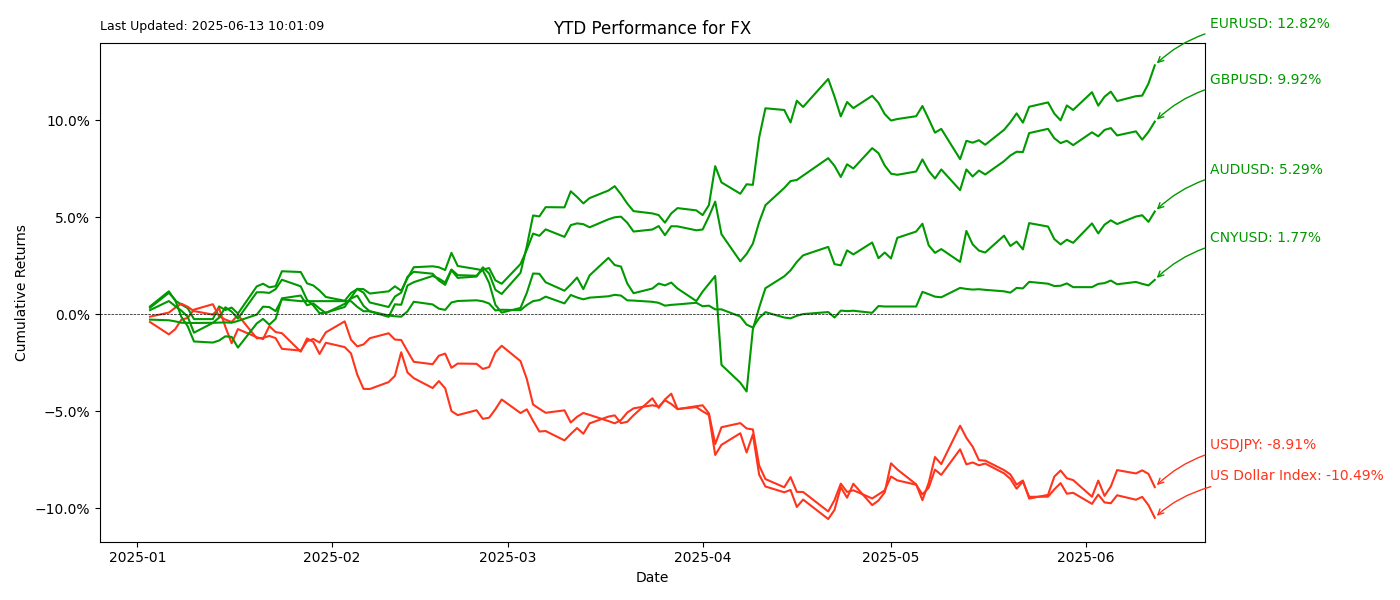 Last Updated: 2025-06-13 10:01:09
YTD Performance for FX
EURUSD: 12.82%
GBPUSD: 9.92%
AUDUSD: 5.29%
CNYUSD: 1.77%
USDJPY: -8.91%
US Dollar Index: -10.49%
Cumulative Returns
10.0%
5.0%
0.0%
−5.0%
−10.0%
2025-01 2025-02 2025-03 2025-04 2025-05 2025-06
Date